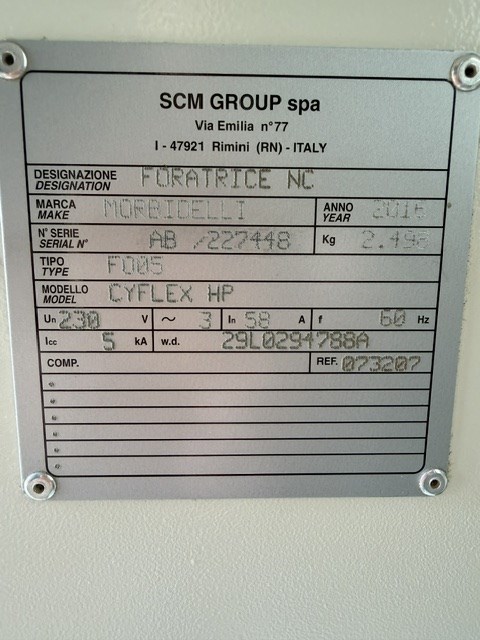 SCM GROUP spa
Via Emilia n°77
I - 47921 Rimini (RN) - ITALY
DESIGNAZIONE FORATRICE NC
DESIGNATION
MARCA MORBIDELLI ANNO 2016
MAKE YEAR
N° SERIE AB /227448 Kg 2.498
SERIAL N°
TIPO FD05
TYPE
MODELLO CYFLEX HP
MODEL
Un 230 V ~ 3 In 58 A f 60 Hz
Icc 5 kA w.d. 29L0294788A
COMP. REF. 073207